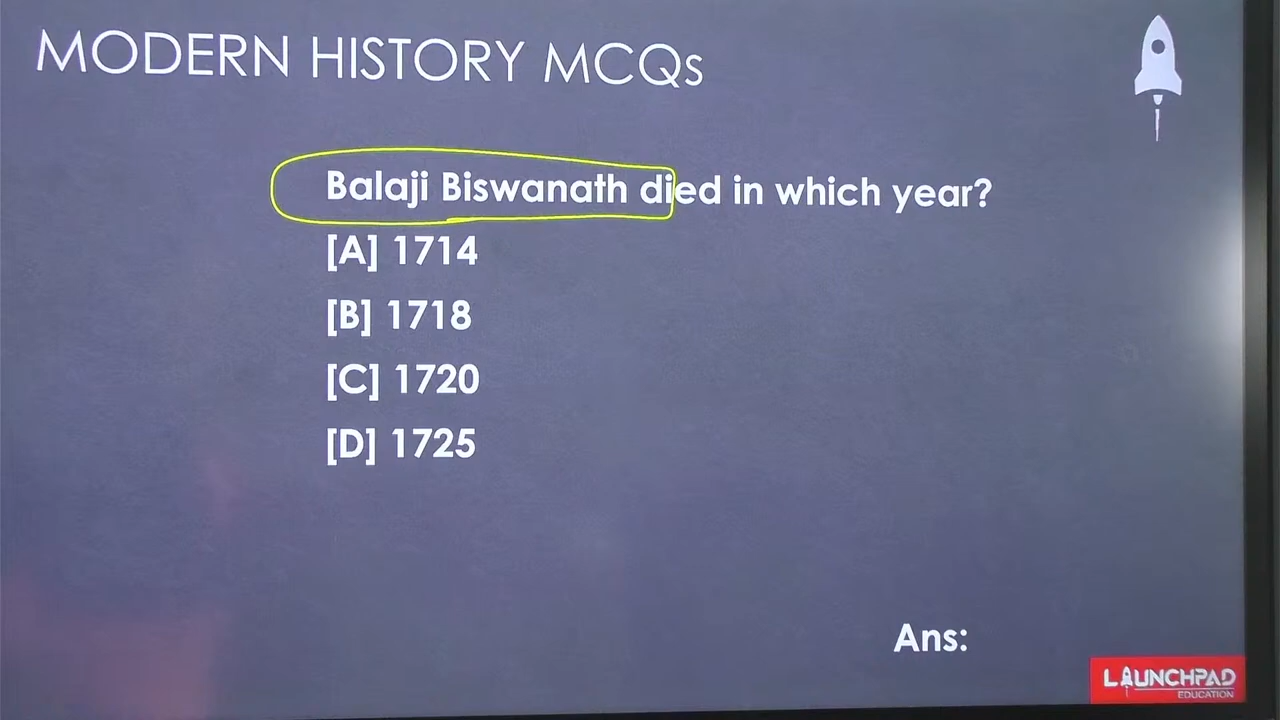 MODERN HISTORY MCQs
Balaji Biswanath died in which year?
[A] 1714
[B] 1718
[C] 1720
[D] 1725
Ans:
LAUNCHPAD
EDUCATION